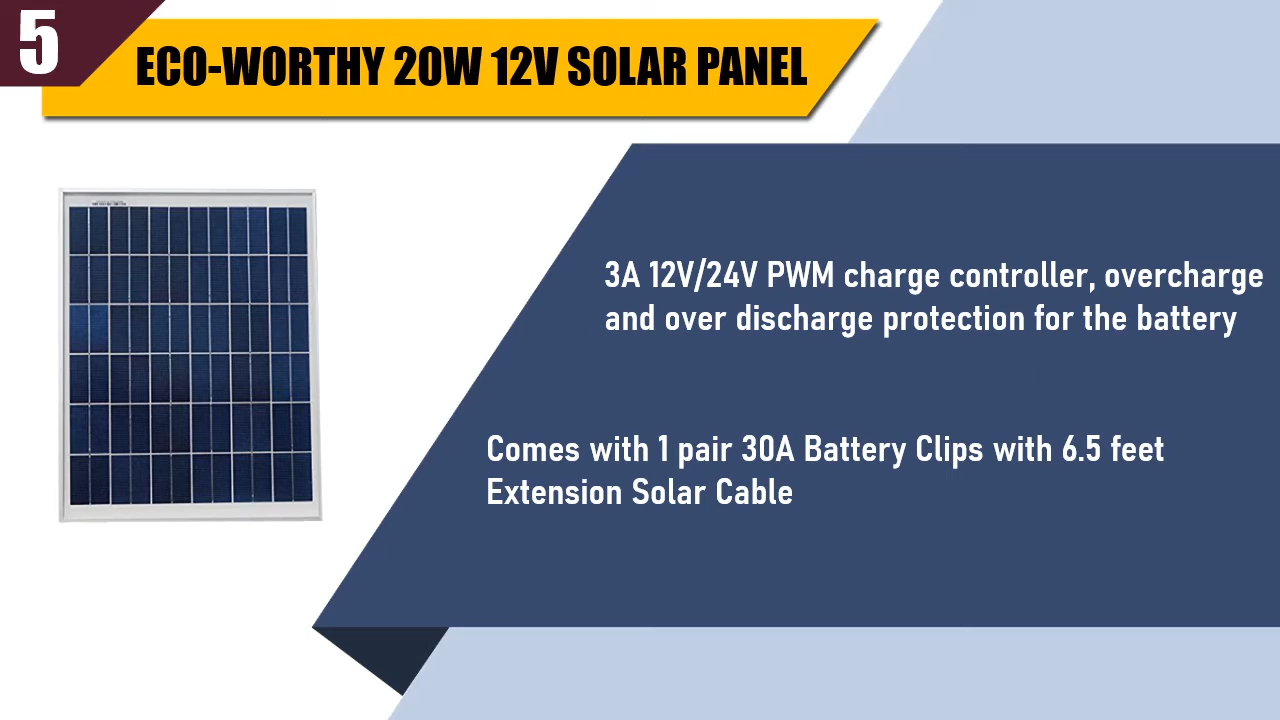 5
ECO-WORTHY 20W 12V SOLAR PANEL
3A 12V/24V PWM charge controller, overcharge
and over discharge protection for the battery
Comes with 1 pair 30A Battery Clips with 6.5 feet
Extension Solar Cable